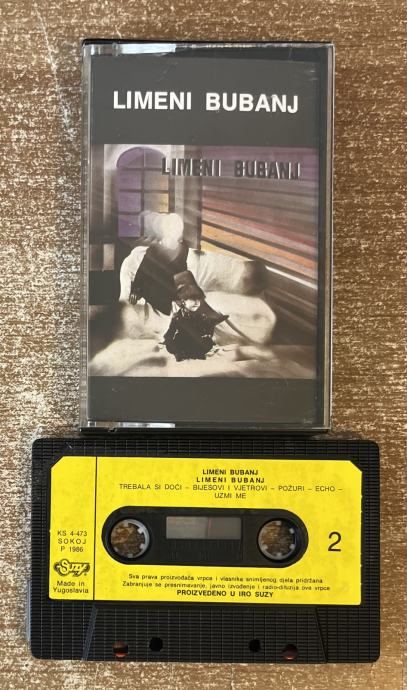 LIMENI BUBANJ
LIMENI BUBANJ
LIMENI BUBANJ
LIMENI BUBANJ
TREBALA SI DOĆI – BIJESOVI I VJETROVI – POŽURI – ECHO –
UZMI ME
KS 4-473
SOKOJ
P 1986
SUZY
Made in
Yugoslavia
2
Sva prava proizvođača vrpce i vlasnika snimljenog djela pridržana
Zabranjuje se presnimavanje, javno izvođenje i radio-difuzija ove vrpce
PROIZVEDENO U IRO SUZY